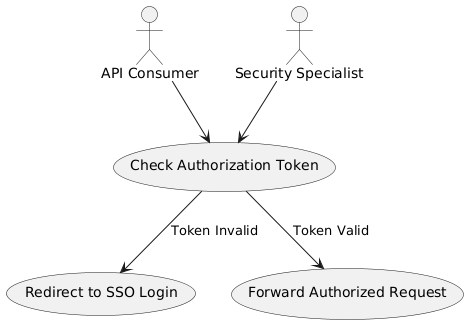 API Consumer
Security Specialist
Check Authorization Token
Token Invalid
Token Valid
Redirect to SSO Login
Forward Authorized Request